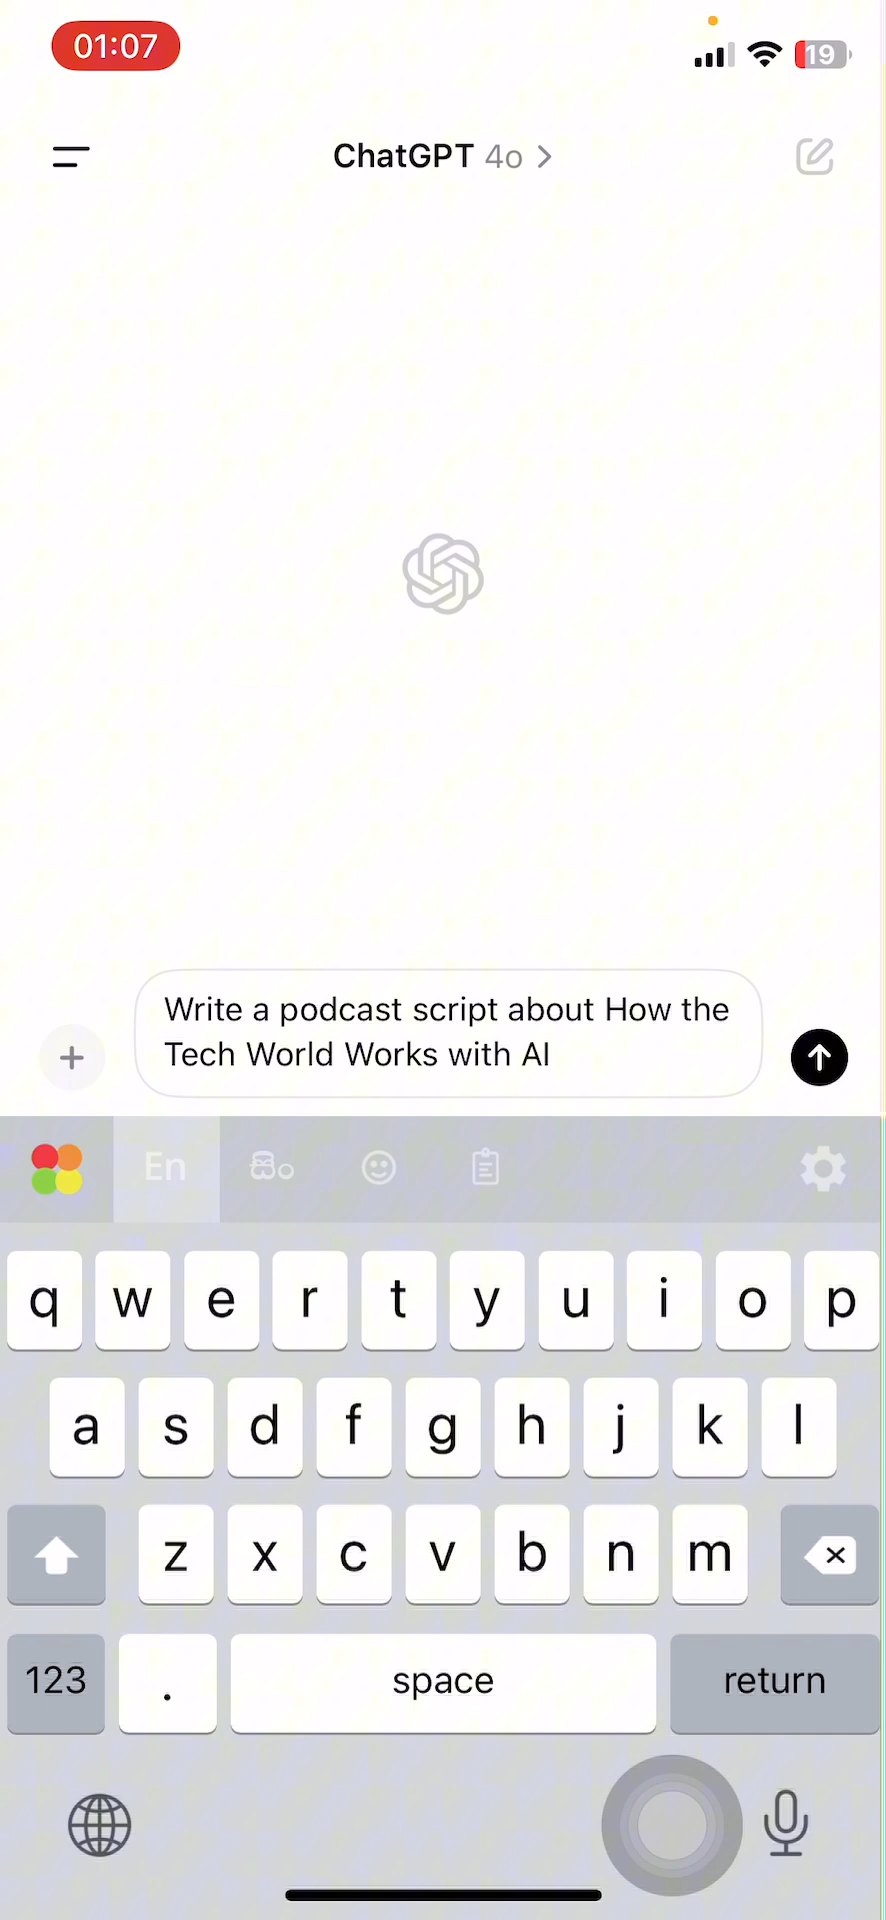 01:07
19
ChatGPT 4o
Write a podcast script about How the
Tech World Works with AI
En
q w e r t y u i o p
a s d f g h j k l
z x c v b n m
123 . space return